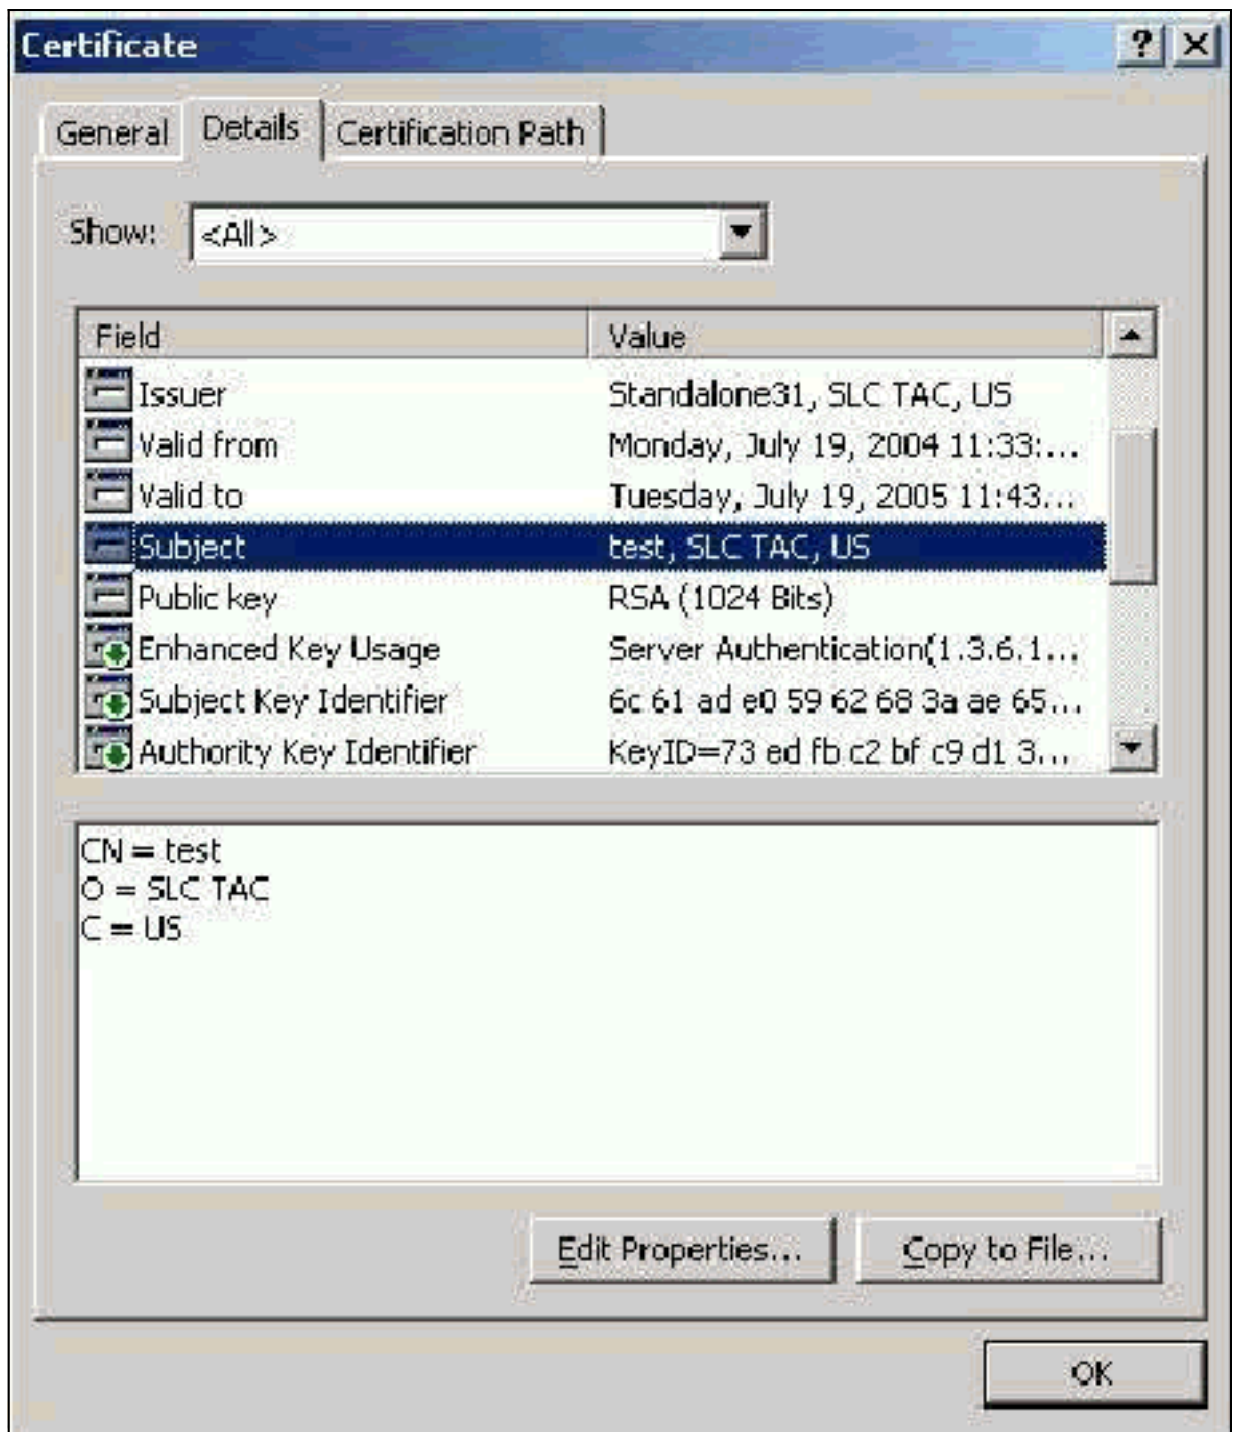 Certificate
General Details Certification Path
Show: <All>
Field Value
Issuer Standalone31, SLC TAC, US
Valid from Monday, July 19, 2004 11:33:...
Valid to Tuesday, July 19, 2005 11:43...
Subject test, SLC TAC, US
Public key RSA (1024 Bits)
Enhanced Key Usage Server Authentication(1.3.6.1...
Subject Key Identifier 6c 61 ad e0 59 62 68 3a ae 65...
Authority Key Identifier KeyID=73 ed fb c2 bf c9 d1 3...
CN = test
O = SLC TAC
C = US
Edit Properties... Copy to File...
OK